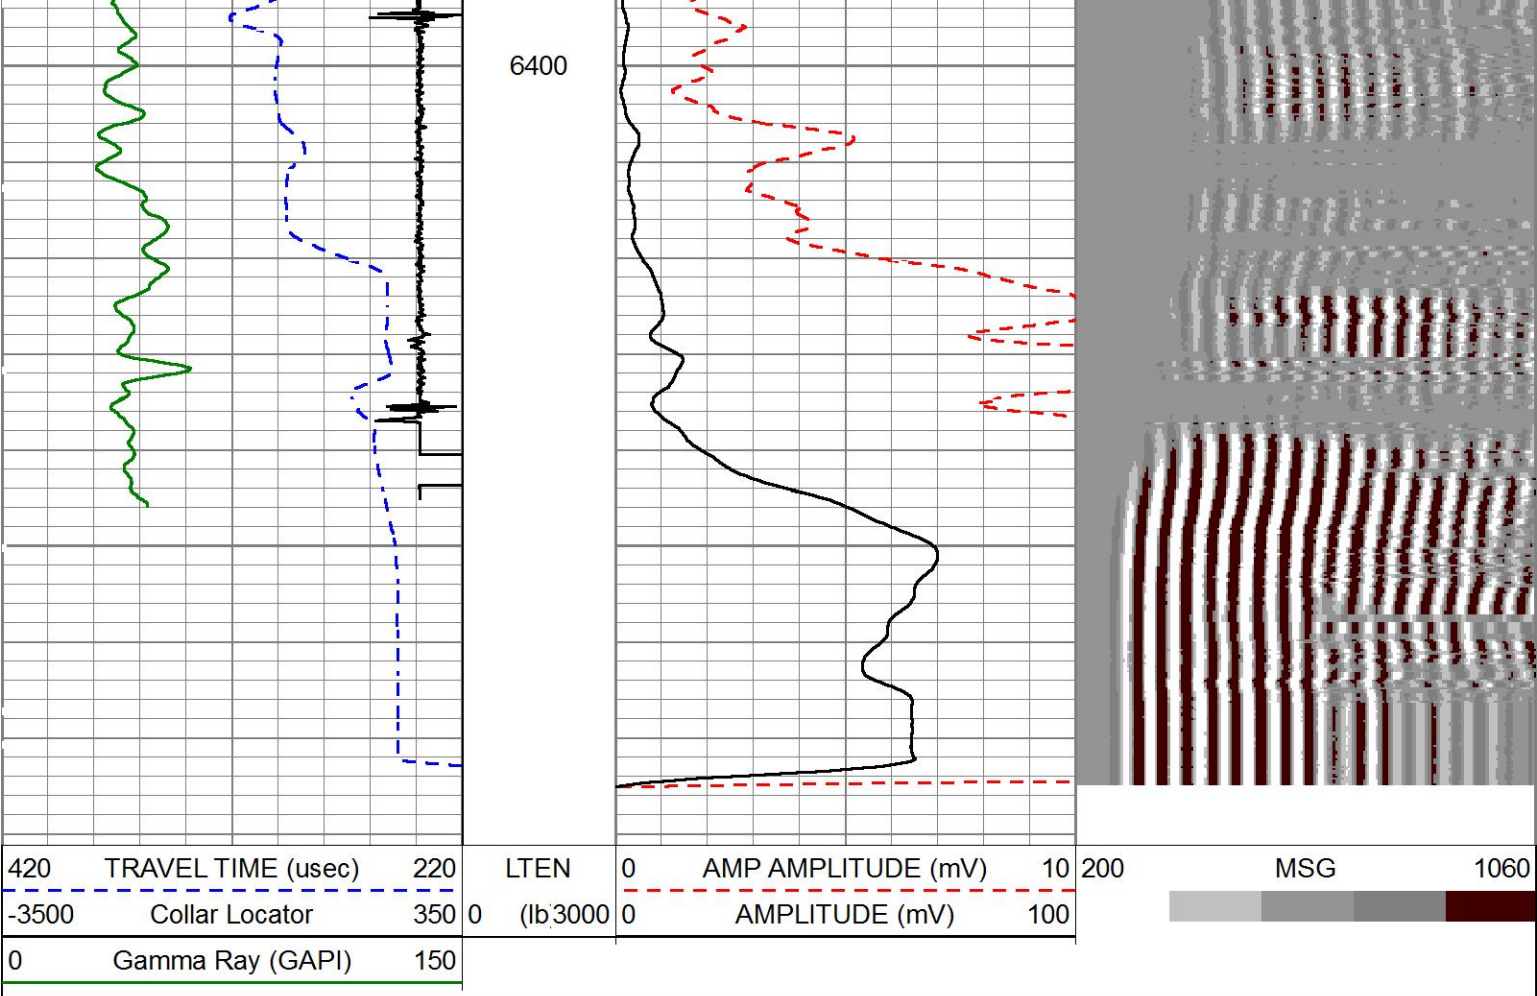 6400
420 TRAVEL TIME (usec) 220 LTEN 0 AMP AMPLITUDE (mV) 10 200 MSG 1060
-3500 Collar Locator 350 0 (lb) 3000 0 AMPLITUDE (mV) 100
0 Gamma Ray (GAPI) 150